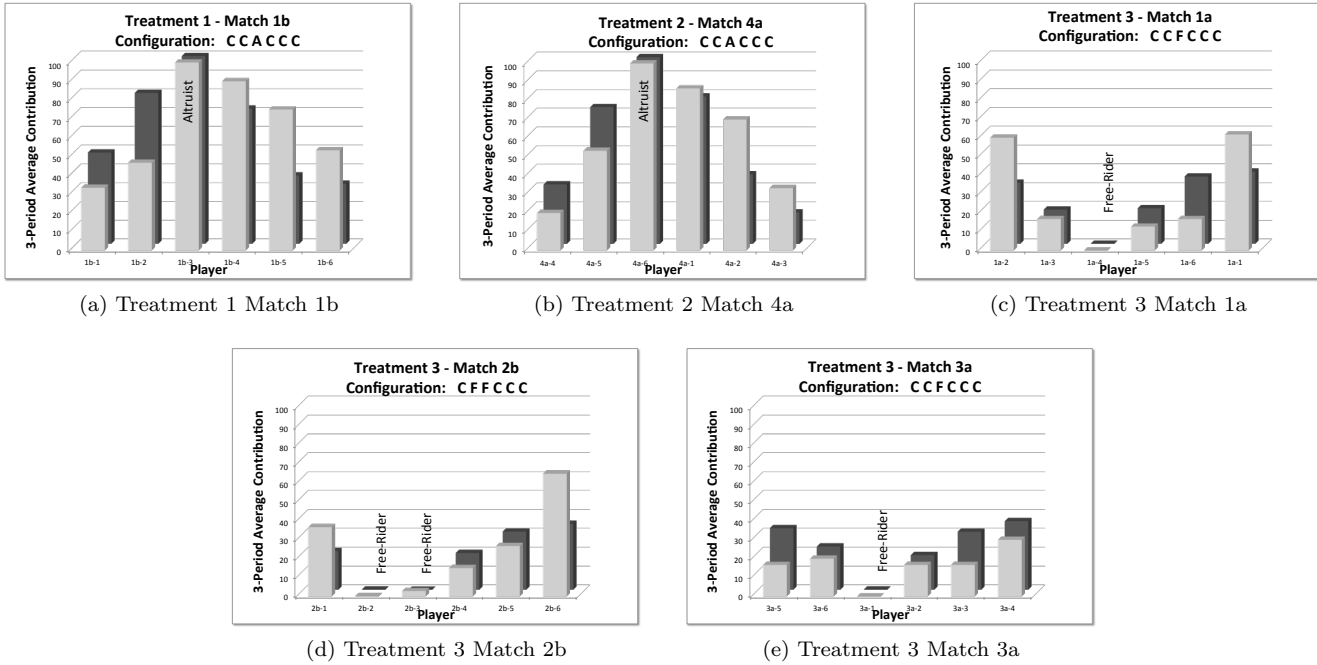 Treatment 1 - Match 1b
Configuration: C C A C C C
3-Period Average Contribution
100
90
80
70
60
50
40
30
20
10
0
Altruist
1b-1 1b-2 1b-3 1b-4 1b-5 1b-6
Player
(a) Treatment 1 Match 1b
Treatment 2 - Match 4a
Configuration: C C A C C C
3-Period Average Contribution
100
90
80
70
60
50
40
30
20
10
0
Altruist
4a-4 4a-5 4a-6 4a-1 4a-2 4a-3
Player
(b) Treatment 2 Match 4a
Treatment 3 - Match 1a
Configuration: C C F C C C
3-Period Average Contribution
100
90
80
70
60
50
40
30
20
10
0
Free-Rider
1a-2 1a-3 1a-4 1a-5 1a-6 1a-1
Player
(c) Treatment 3 Match 1a
Treatment 3 - Match 2b
Configuration: C F F C C C
3-Period Average Contribution
100
90
80
70
60
50
40
30
20
10
0
Free-Rider
Free-Rider
2b-1 2b-2 2b-3 2b-4 2b-5 2b-6
Player
(d) Treatment 3 Match 2b
Treatment 3 - Match 3a
Configuration: C C F C C C
3-Period Average Contribution
100
90
80
70
60
50
40
30
20
10
0
Free-Rider
3a-5 3a-6 3a-1 3a-2 3a-3 3a-4
Player
(e) Treatment 3 Match 3a